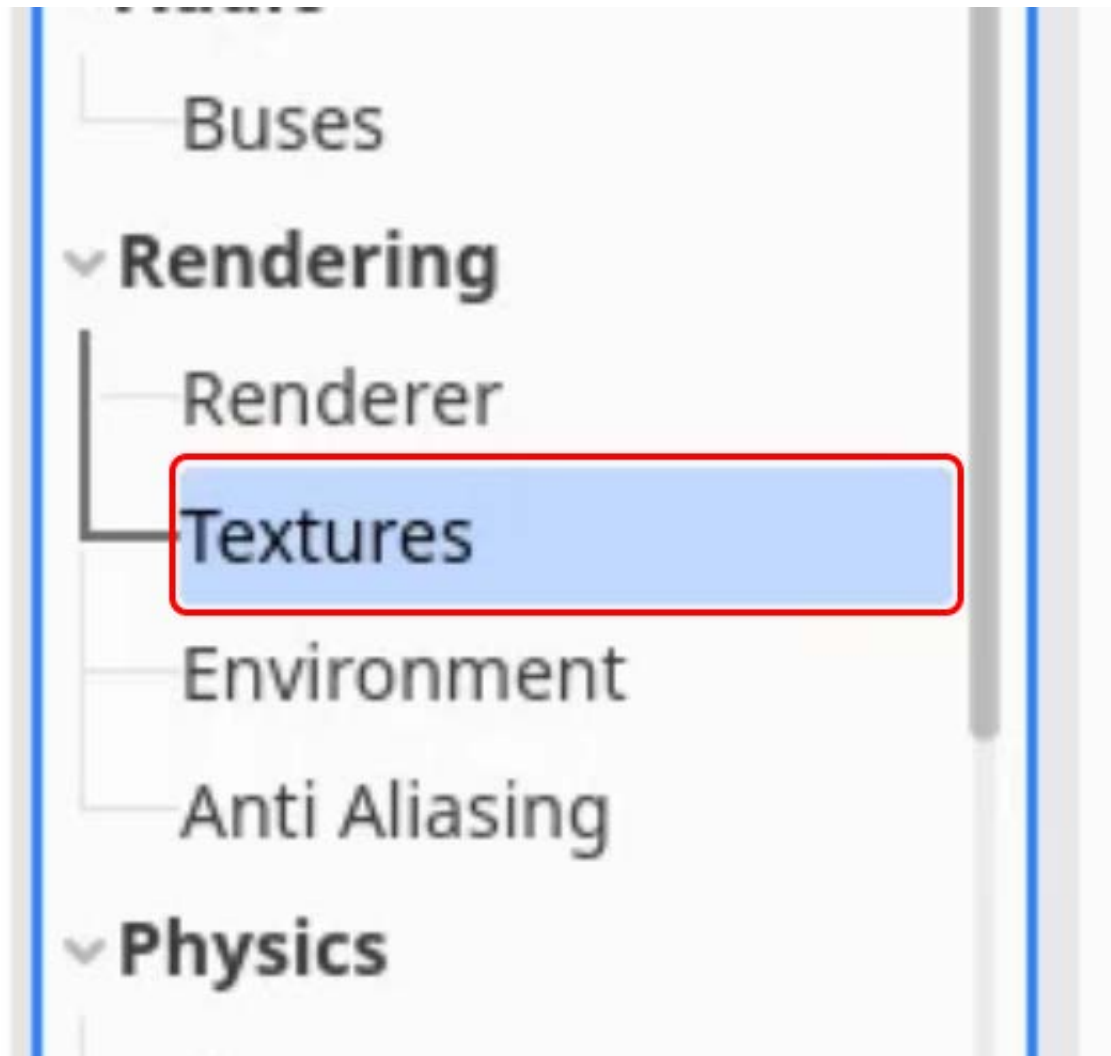 Buses
Rendering
Renderer
Textures
Environment
Anti Aliasing
Physics